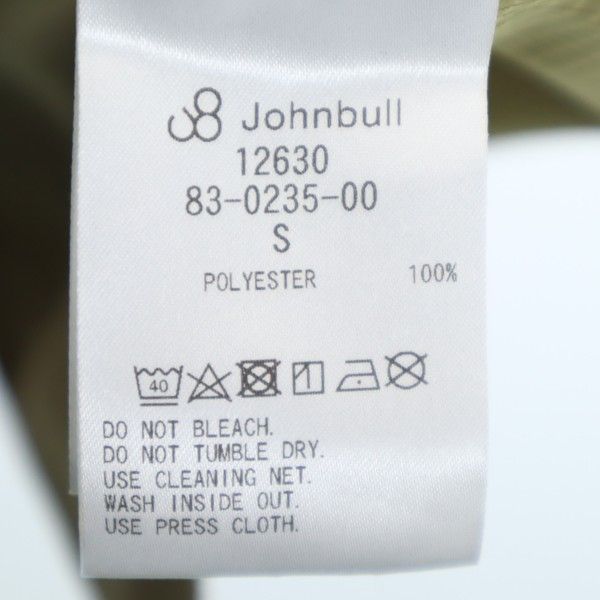 Johnbull
12630
83-0235-00
S
POLYESTER 100%
40
DO NOT BLEACH.
DO NOT TUMBLE DRY.
USE CLEANING NET.
WASH INSIDE OUT.
USE PRESS CLOTH.